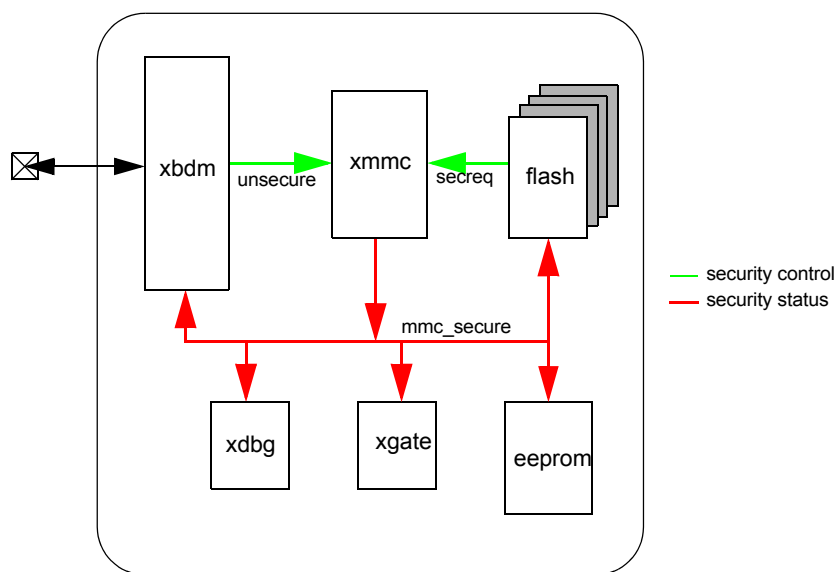 xbdm
unsecure
xmmc
secreq
flash
security control
security status
mmc_secure
xdbg
xgate
eeprom